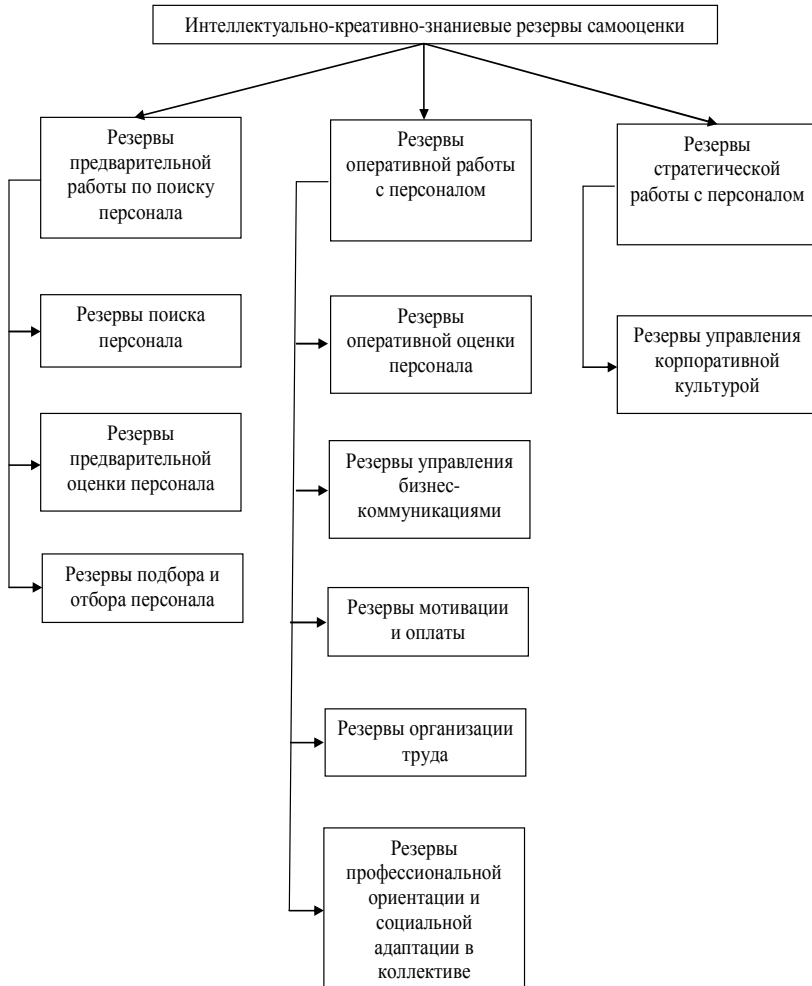 Интеллектуально-креативно-знаниевые резервы самооценки
Резервы
предварительной
работы по поиску
персонала
Резервы поиска
персонала
Резервы
предварительной
оценки персонала
Резервы подбора и
отбора персонала
Резервы
оперативной работы
с персоналом
Резервы
оперативной оценки
персонала
Резервы управления
бизнес-
коммуникациями
Резервы мотивации
и оплаты
Резервы организации
труда
Резервы
профессиональной
ориентации и
социальной
адаптации в
коллективе
Резервы
стратегической
работы с персоналом
Резервы управления
корпоративной
культурой